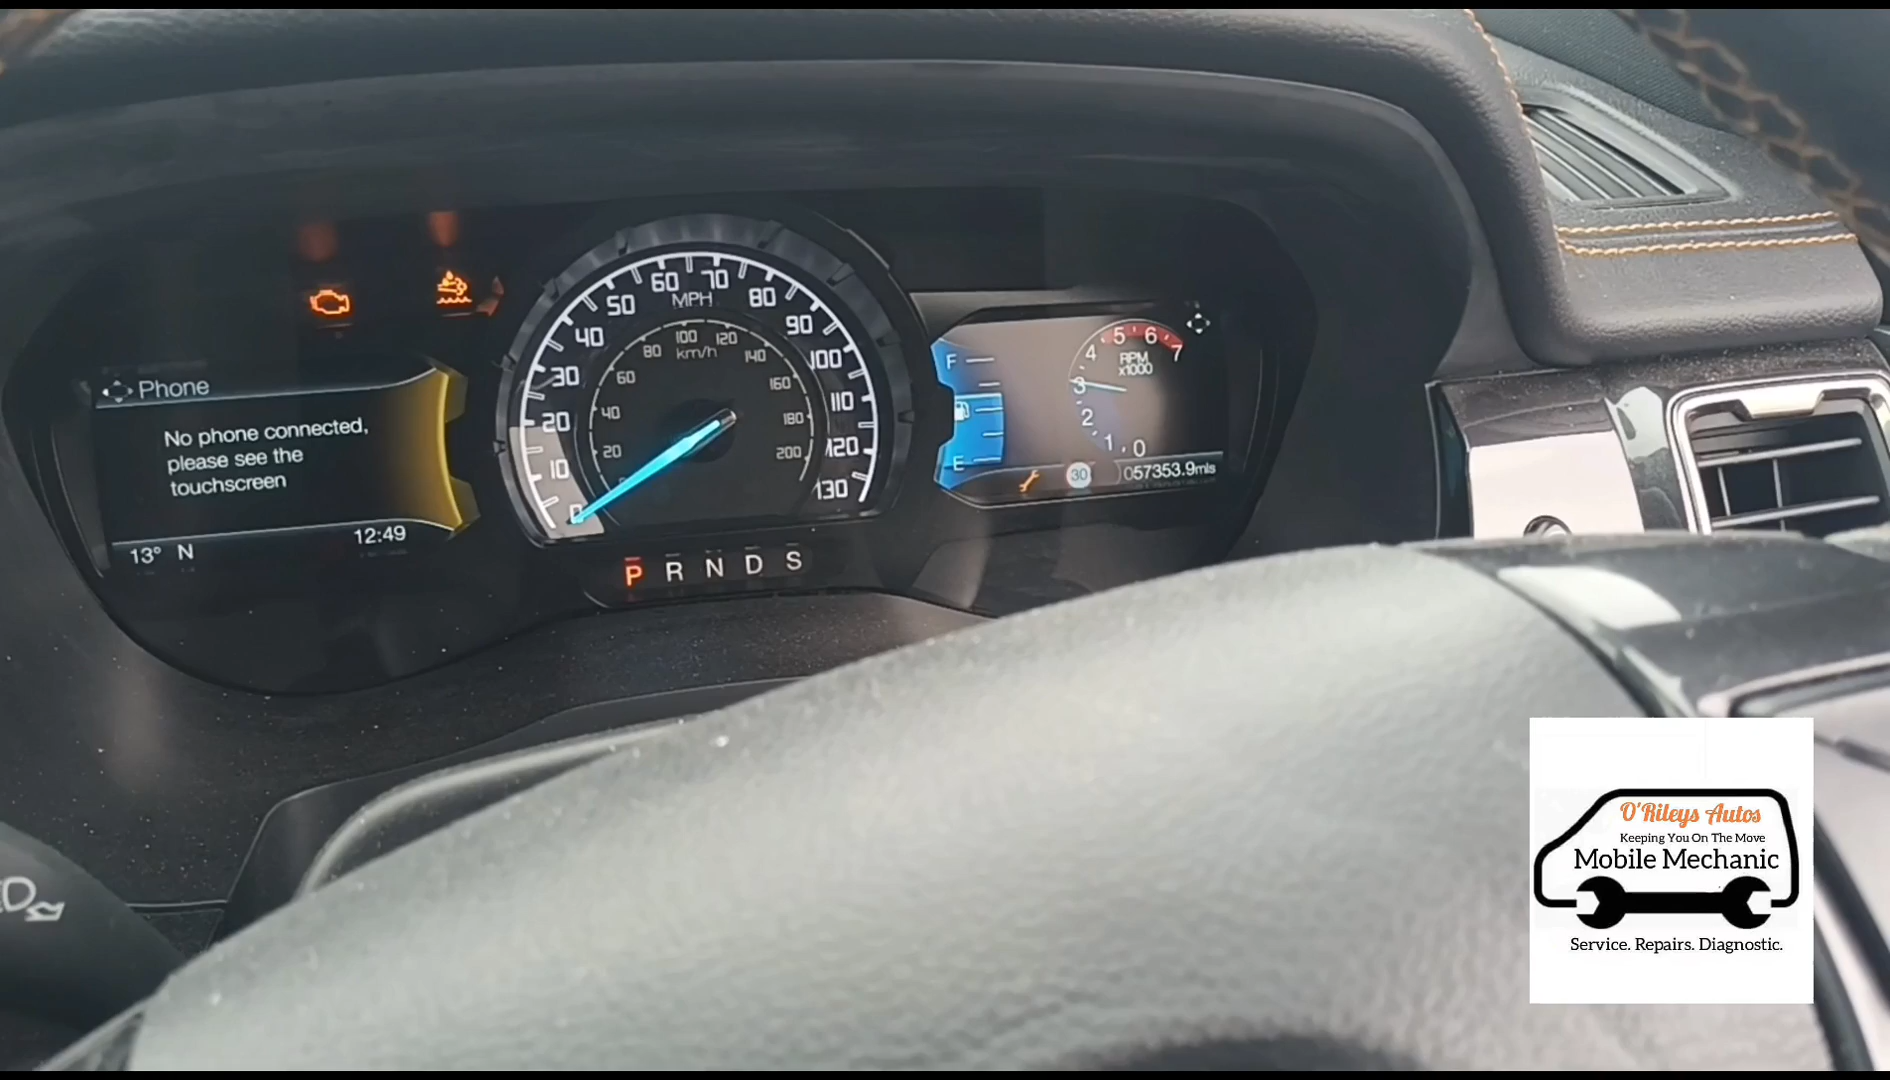 Phone
No phone connected,
please see the
touchscreen
13° N
12:49
0 10 20 30 40 50 60 70 80 90 100 110 120 130
MPH
20 40 60 80 100 120 140 160 180 200
km/h
P R N D S
F
E
0 1 2 3 4 5 6 7
RPM
x1000
30
057353.9mls
O'Rileys Autos
Keeping You On The Move
Mobile Mechanic
Service. Repairs. Diagnostic.